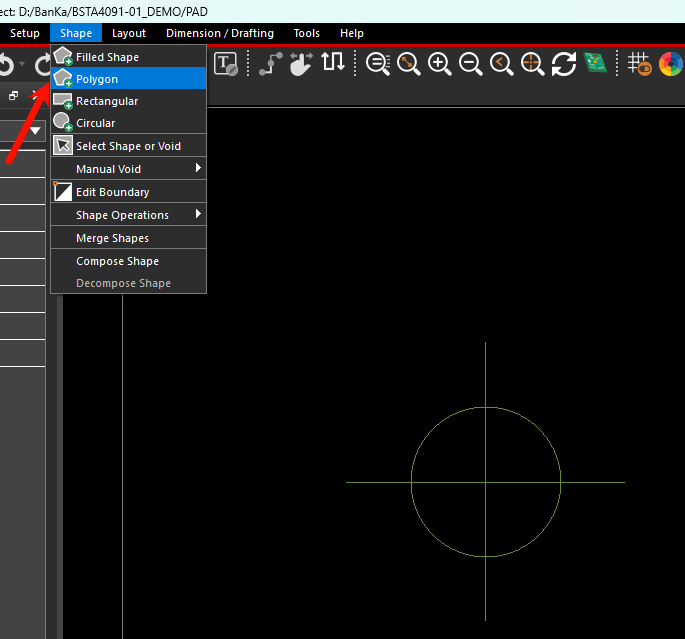 ect: D:/BanKa/BSTA4091-01_DEMO/PAD
Setup Shape Layout Dimension / Drafting Tools Help
Filled Shape
Polygon
Rectangular
Circular
Select Shape or Void
Manual Void
Edit Boundary
Shape Operations
Merge Shapes
Compose Shape
Decompose Shape